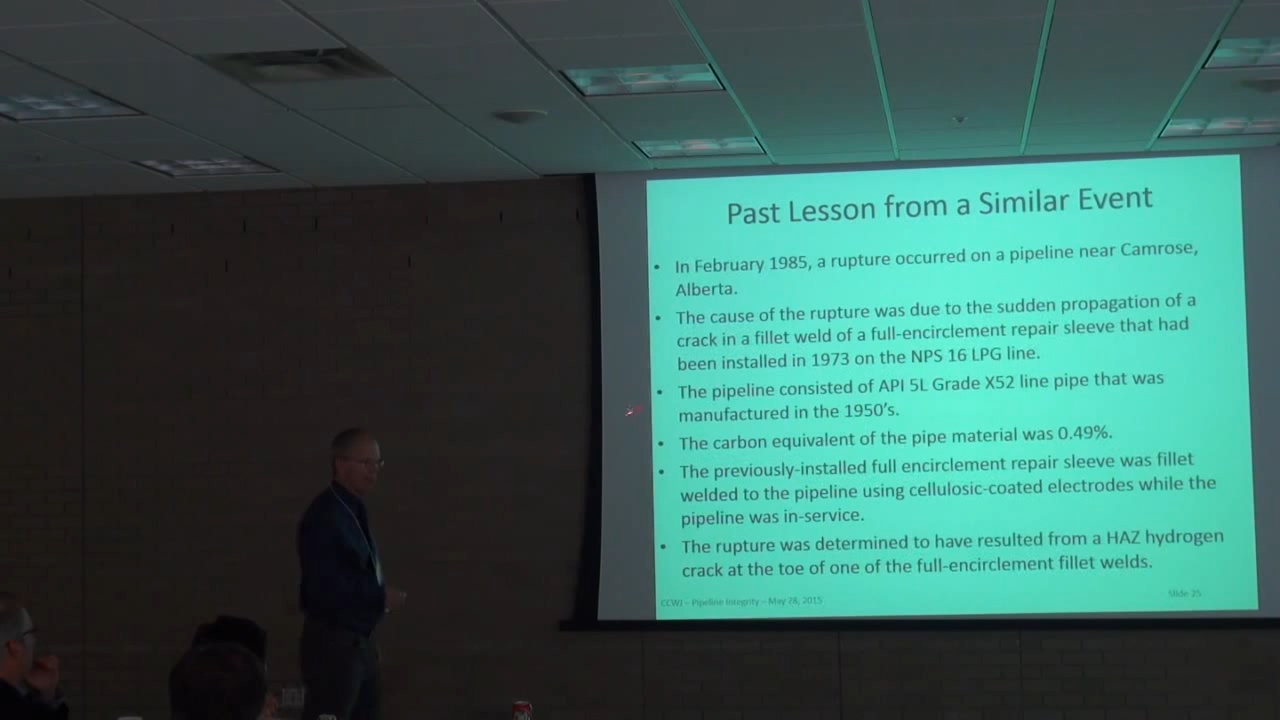 Past Lesson from a Similar Event
• In February 1985, a rupture occurred on a pipeline near Camrose,
Alberta.
• The cause of the rupture was due to the sudden propagation of a
crack in a fillet weld of a full-encirclement repair sleeve that had
been installed in 1973 on the NPS 16 LPG line.
• The pipeline consisted of API 5L Grade X52 line pipe that was
manufactured in the 1950's.
• The carbon equivalent of the pipe material was 0.49%.
• The previously-installed full encirclement repair sleeve was fillet
welded to the pipeline using cellulosic-coated electrodes while the
pipeline was in-service.
• The rupture was determined to have resulted from a HAZ hydrogen
crack at the toe of one of the full-encirclement fillet welds.
CCWI – Pipeline Integrity – May 28, 2015
Slide 25